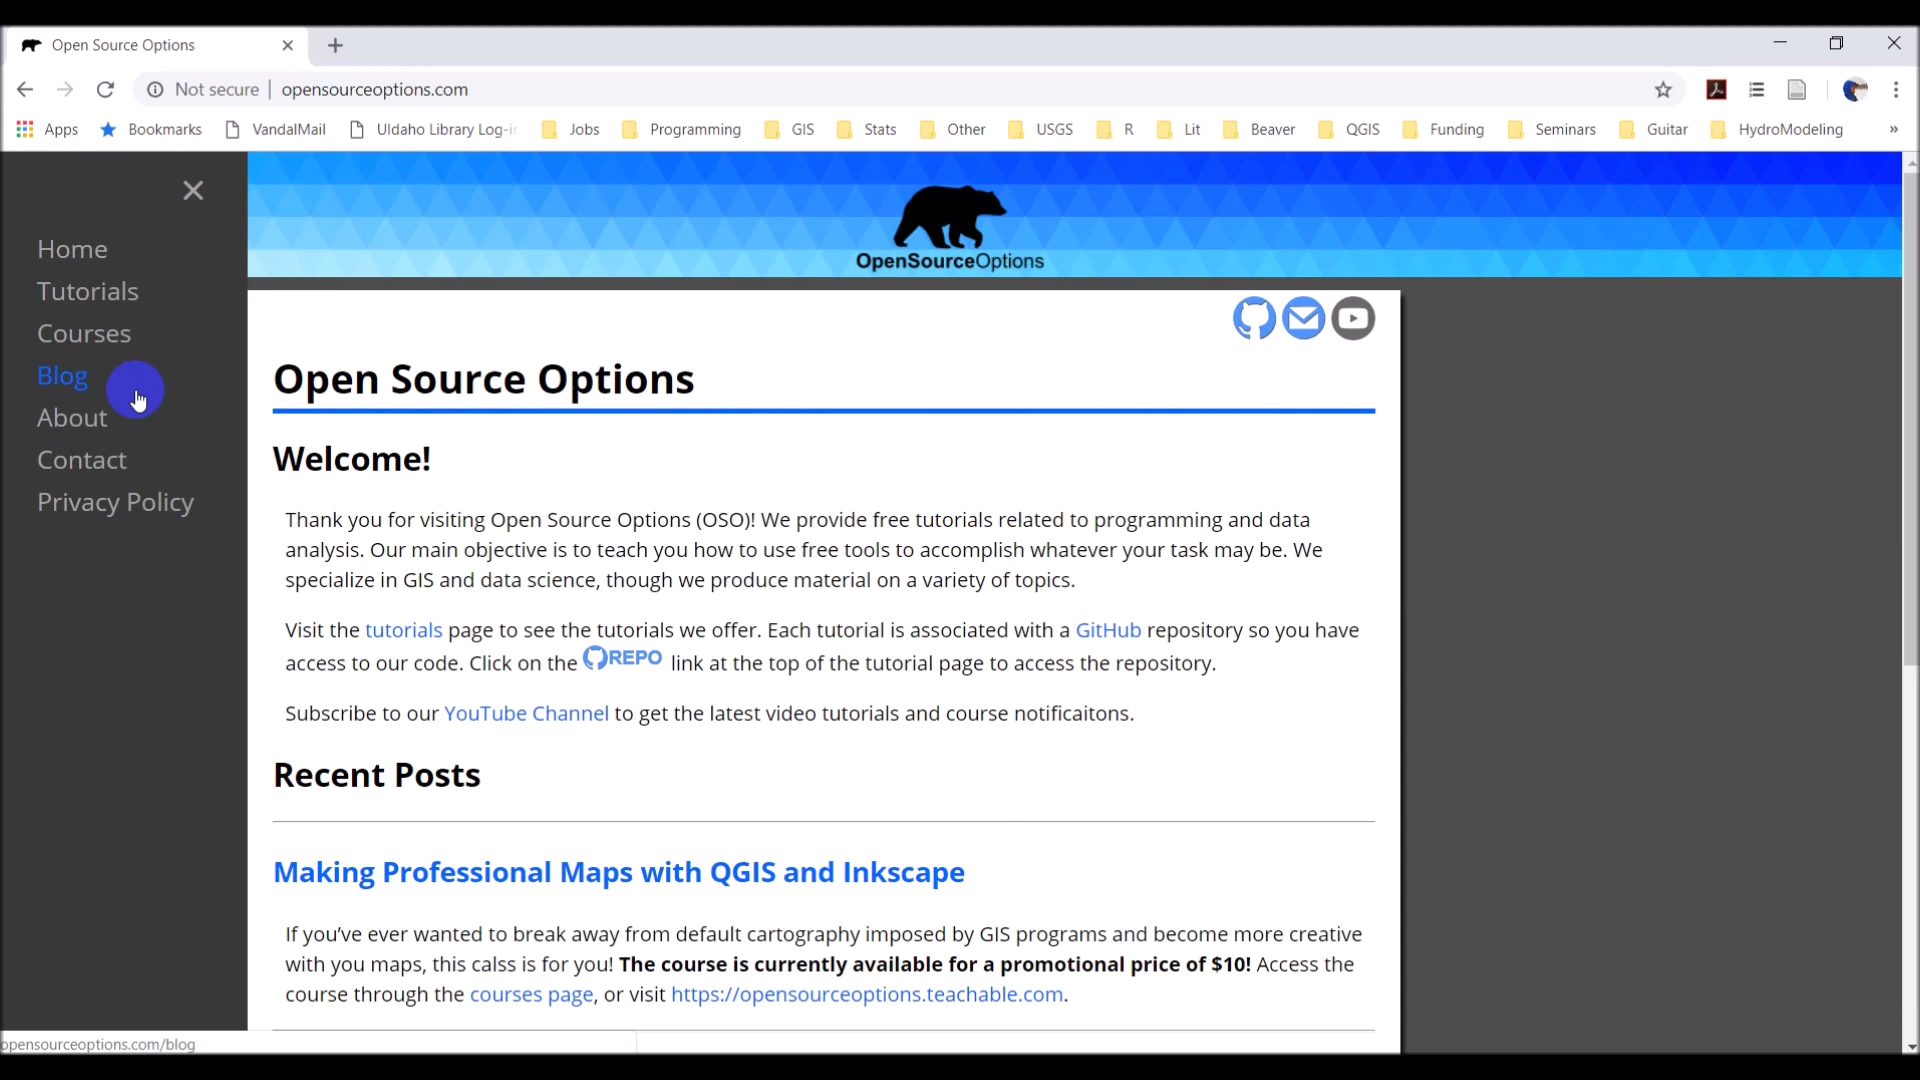 Open Source Options
Not secure | opensourceoptions.com
Apps Bookmarks VandalMail UIdaho Library Log-i Jobs Programming GIS Stats Other USGS R Lit Beaver QGIS Funding Seminars Guitar HydroModeling »
Home
Tutorials
Courses
Blog
About
Contact
Privacy Policy
OpenSourceOptions
Open Source Options
Welcome!
Thank you for visiting Open Source Options (OSO)! We provide free tutorials related to programming and data
analysis. Our main objective is to teach you how to use free tools to accomplish whatever your task may be. We
specialize in GIS and data science, though we produce material on a variety of topics.
Visit the tutorials page to see the tutorials we offer. Each tutorial is associated with a GitHub repository so you have
access to our code. Click on the REPO link at the top of the tutorial page to access the repository.
Subscribe to our YouTube Channel to get the latest video tutorials and course notificaitons.
Recent Posts
Making Professional Maps with QGIS and Inkscape
If you've ever wanted to break away from default cartography imposed by GIS programs and become more creative
with you maps, this calss is for you! The course is currently available for a promotional price of $10! Access the
course through the courses page, or visit https://opensourceoptions.teachable.com.
opensourceoptions.com/blog